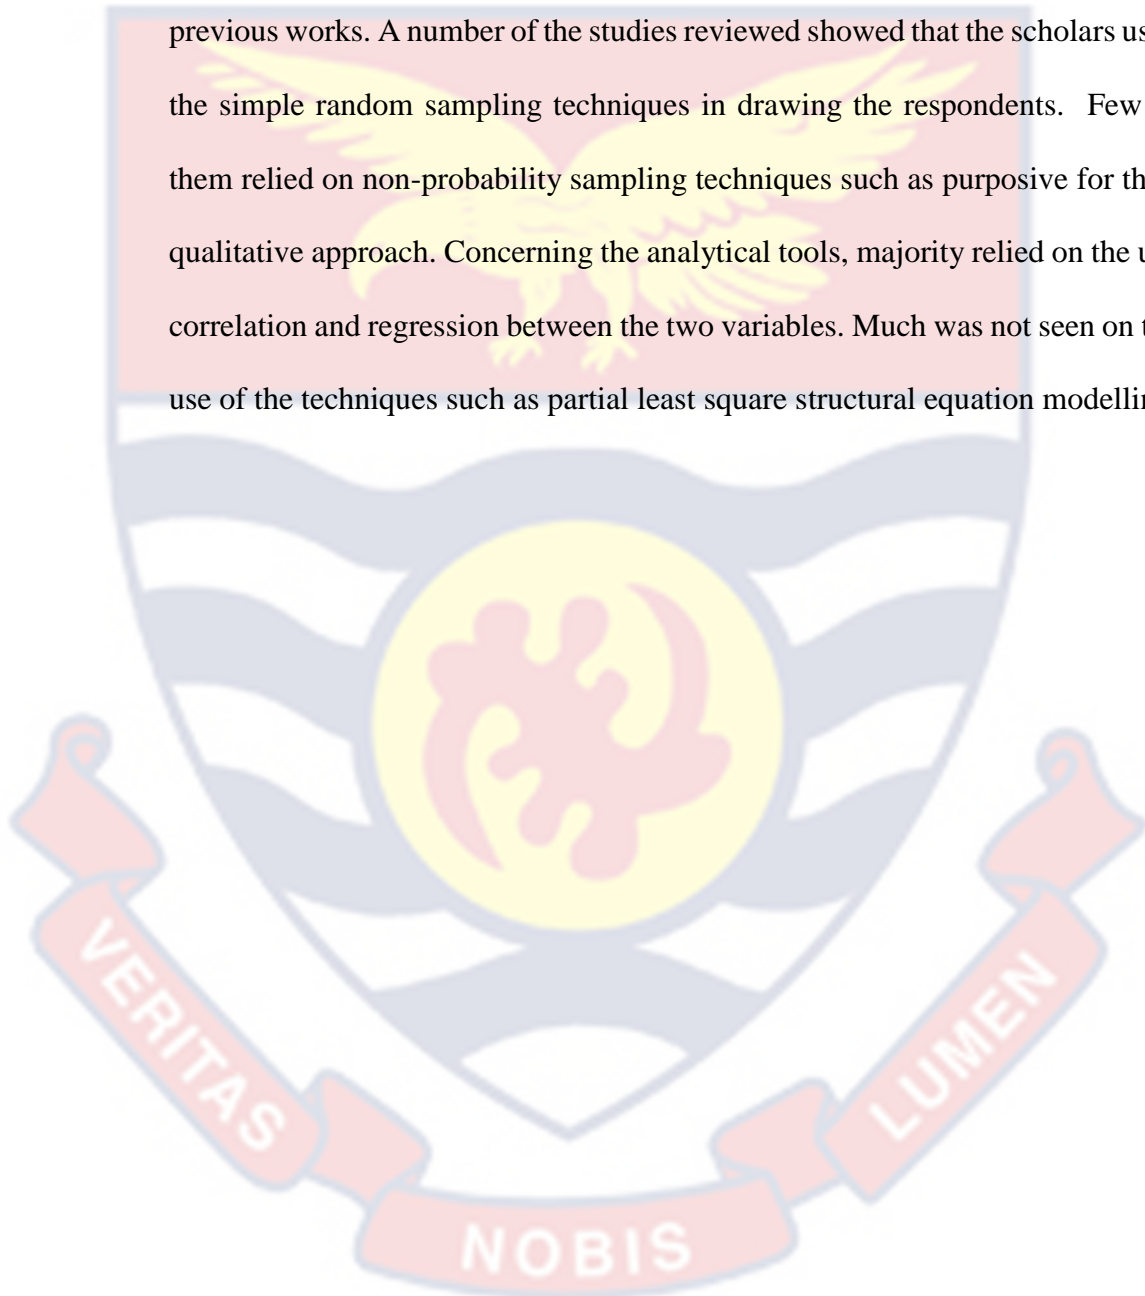 previous works. A number of the studies reviewed showed that the scholars us
the simple random sampling techniques in drawing the respondents. Few
them relied on non-probability sampling techniques such as purposive for th
qualitative approach. Concerning the analytical tools, majority relied on the u
correlation and regression between the two variables. Much was not seen on t
use of the techniques such as partial least square structural equation modellin
VERITAS
NOBIS
LUMEN